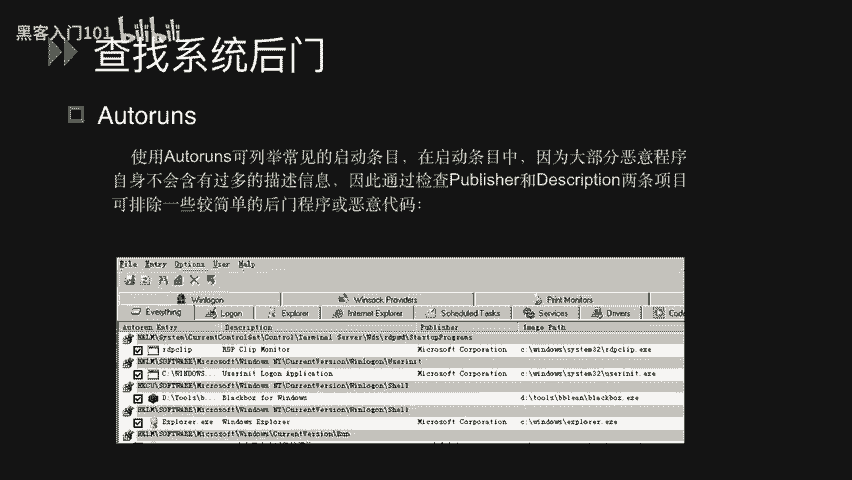 黑客入门101 bilibili
查找系统后门
Autoruns
使用Autoruns可列举常见的启动条目，在启动条目中，因为大部分恶意程序
自身不会含有过多的描述信息，因此通过检查Publisher和Description两条项目
可排除一些较简单的后门程序或恶意代码：
File Entry Options User Help
Winlogon Winsock Providers Print Monitors
Everything Logon Explorer Internet Explorer Scheduled Tasks Services Drivers
Autorun Entry Description Publisher Image Path
HKLM\System\CurrentControlSet\Control\Terminal Server\Wds\rdpwd\StartupPrograms
rdpclip RDP Clip Monitor Microsoft Corporation c:\windows\system32\rdpclip.exe
HKLM\SOFTWARE\Microsoft\Windows NT\CurrentVersion\Winlogon\Userinit
C:\WINDOWS... Userinit Logon Application Microsoft Corporation c:\windows\system32\userinit.exe
HKCU\SOFTWARE\Microsoft\Windows NT\CurrentVersion\Winlogon\Shell
D:\Tools\b... Blackbox for Windows d:\tools\bblean\blackbox.exe
HKLM\SOFTWARE\Microsoft\Windows NT\CurrentVersion\Winlogon\Shell
Explorer.exe Windows Explorer Microsoft Corporation c:\windows\explorer.exe
HKLM\SOFTWARE\Microsoft\Windows\CurrentVersion\Run